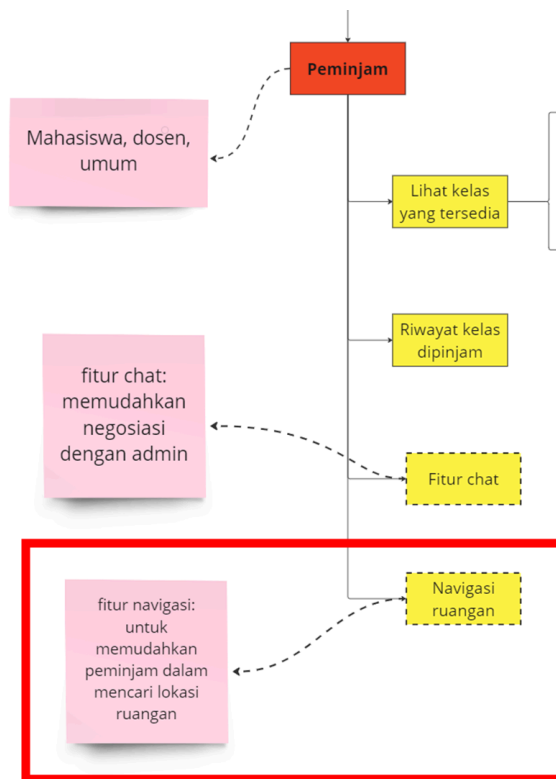 Peminjam
Mahasiswa, dosen,
umum
Lihat kelas
yang tersedia
Riwayat kelas
dipinjam
fitur chat:
memudahkan
negosiasi
dengan admin
Fitur chat
Navigasi
ruangan
fitur navigasi:
untuk
memudahkan
peminjam dalam
mencari lokasi
ruangan